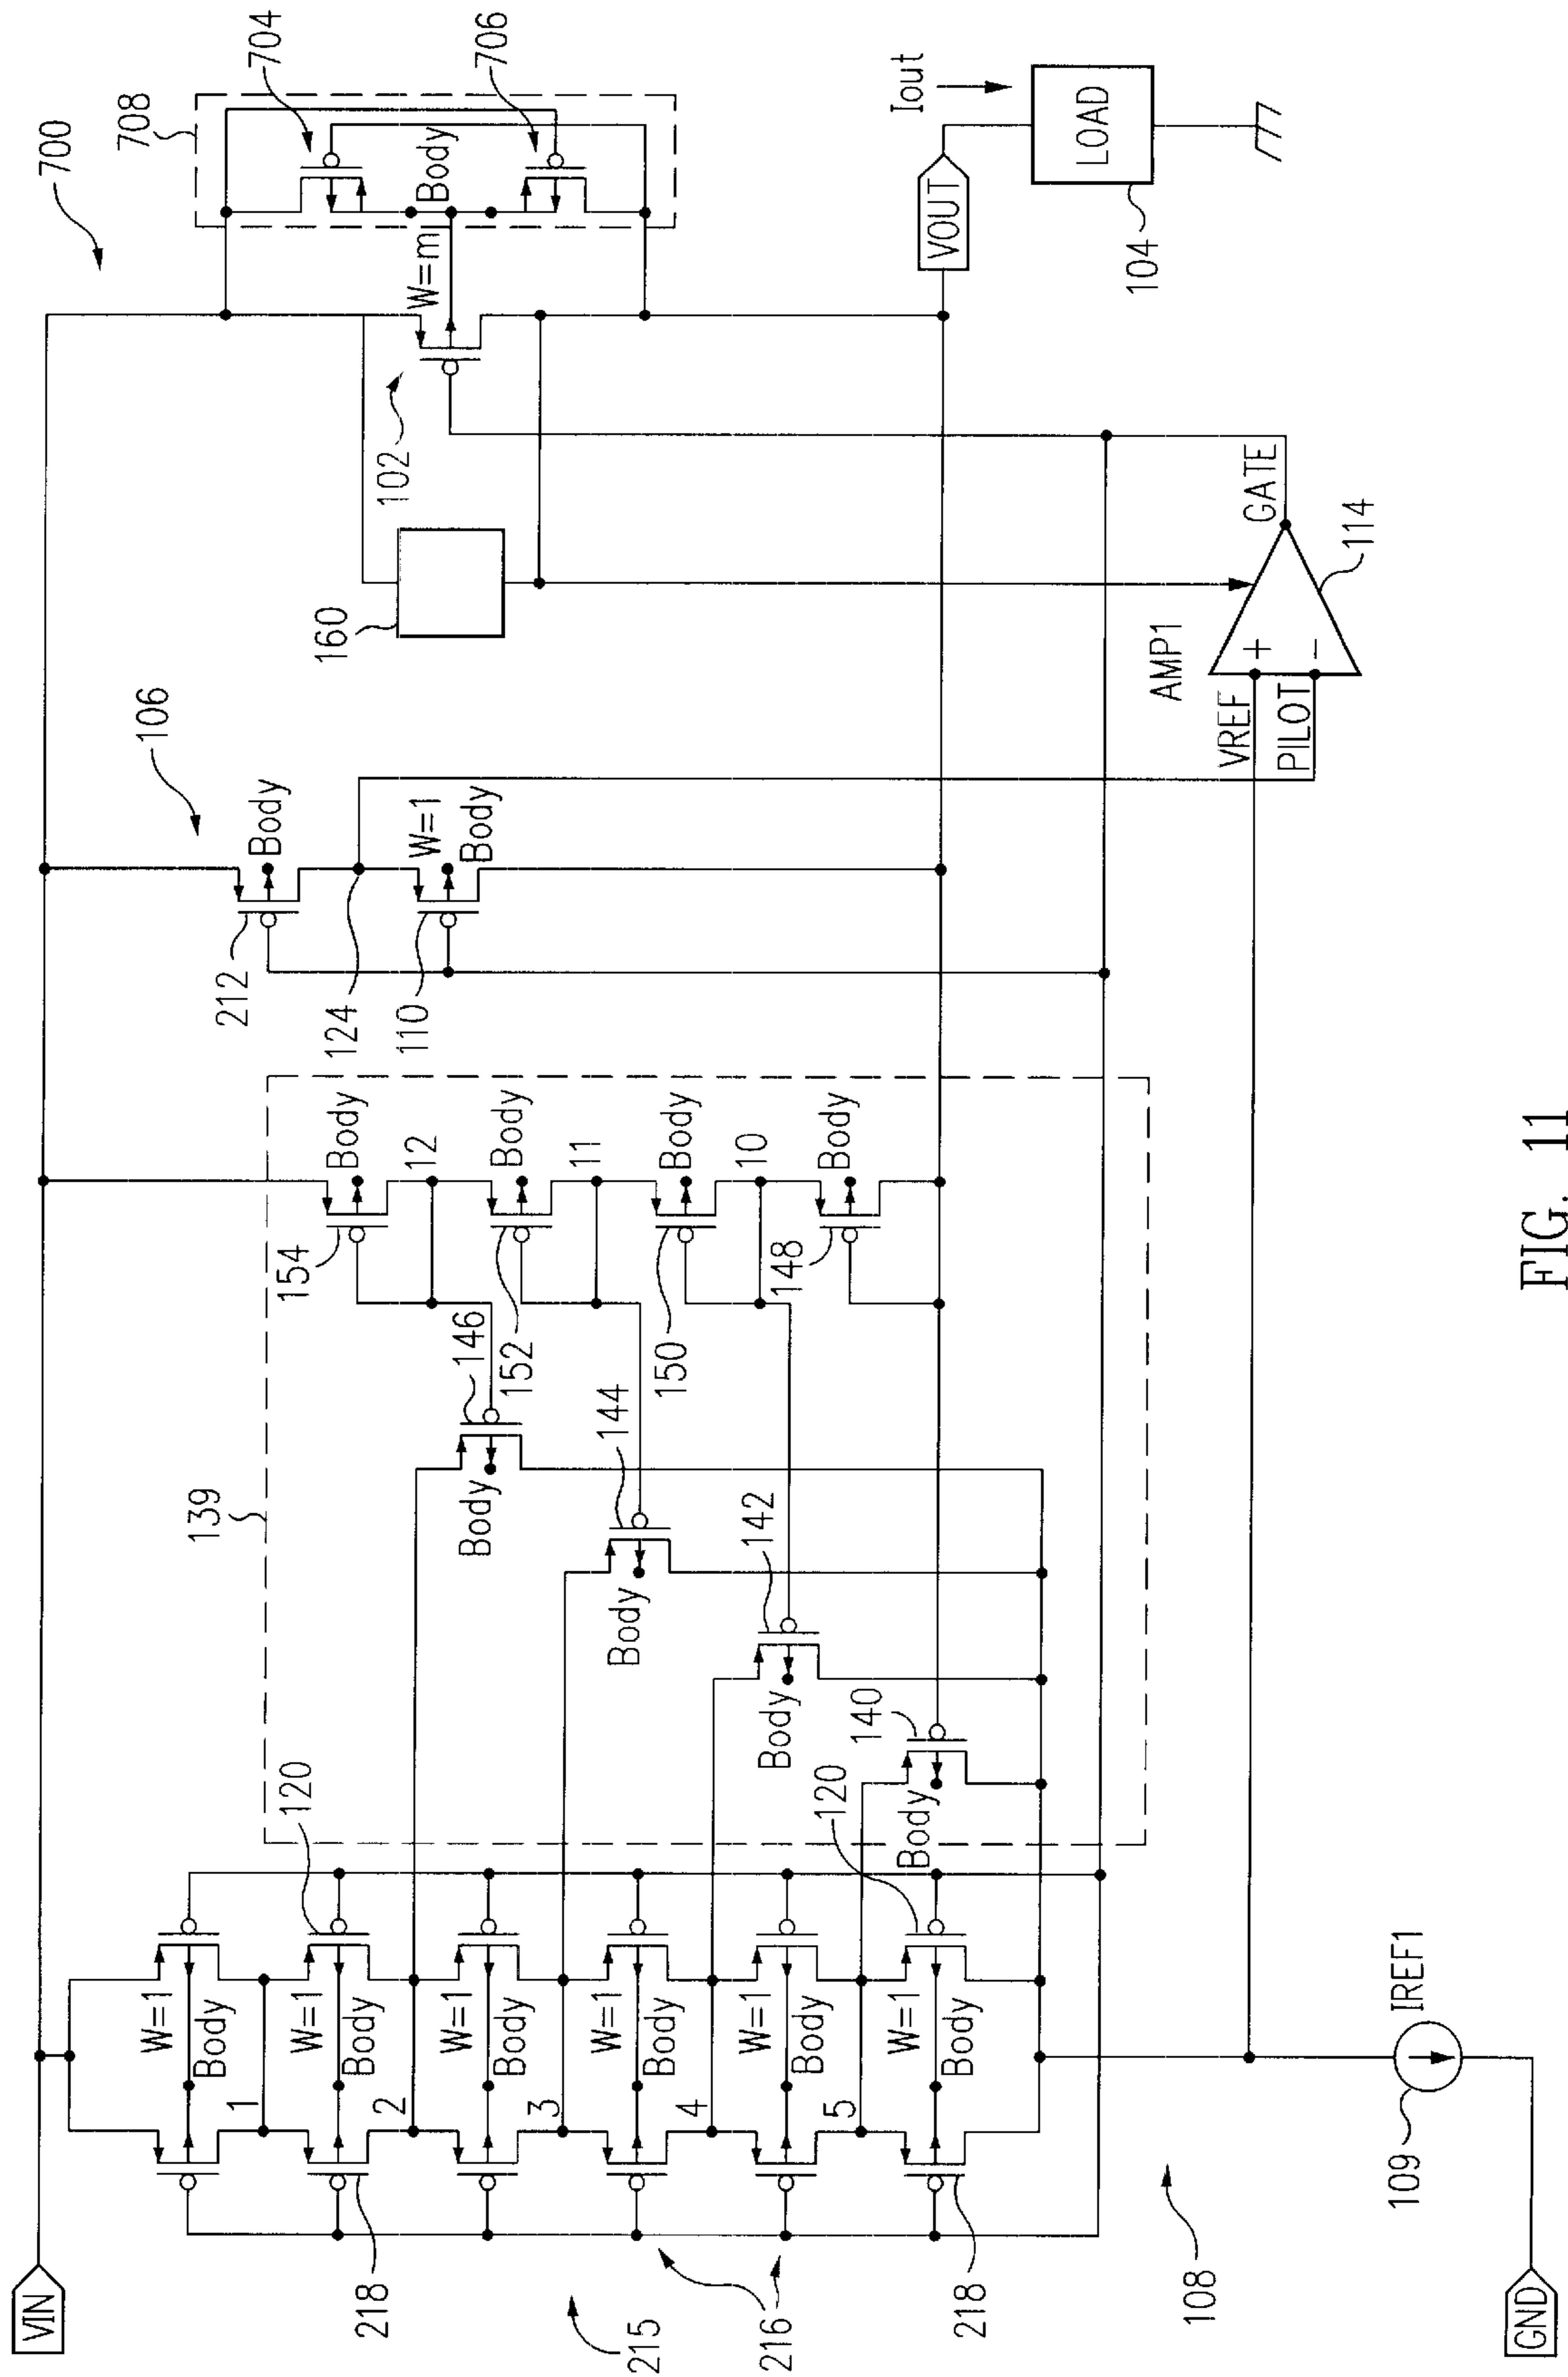 VIN
218
215
216
218
108
109
IREF1
GND
W=1
Body
1
W=1
Body
2
W=1
Body
3
W=1
Body
4
W=1
Body
5
W=1
Body
120
120
139
Body
146
Body
144
Body
142
Body
140
154
Body
12
152
Body
11
150
Body
10
148
Body
212
Body
106
124
110
W=1
Body
160
102
W=m
Body
700
708
704
706
AMP1
VREF
PILOT
GATE
114
VOUT
Iout
LOAD
104
FIG. 11